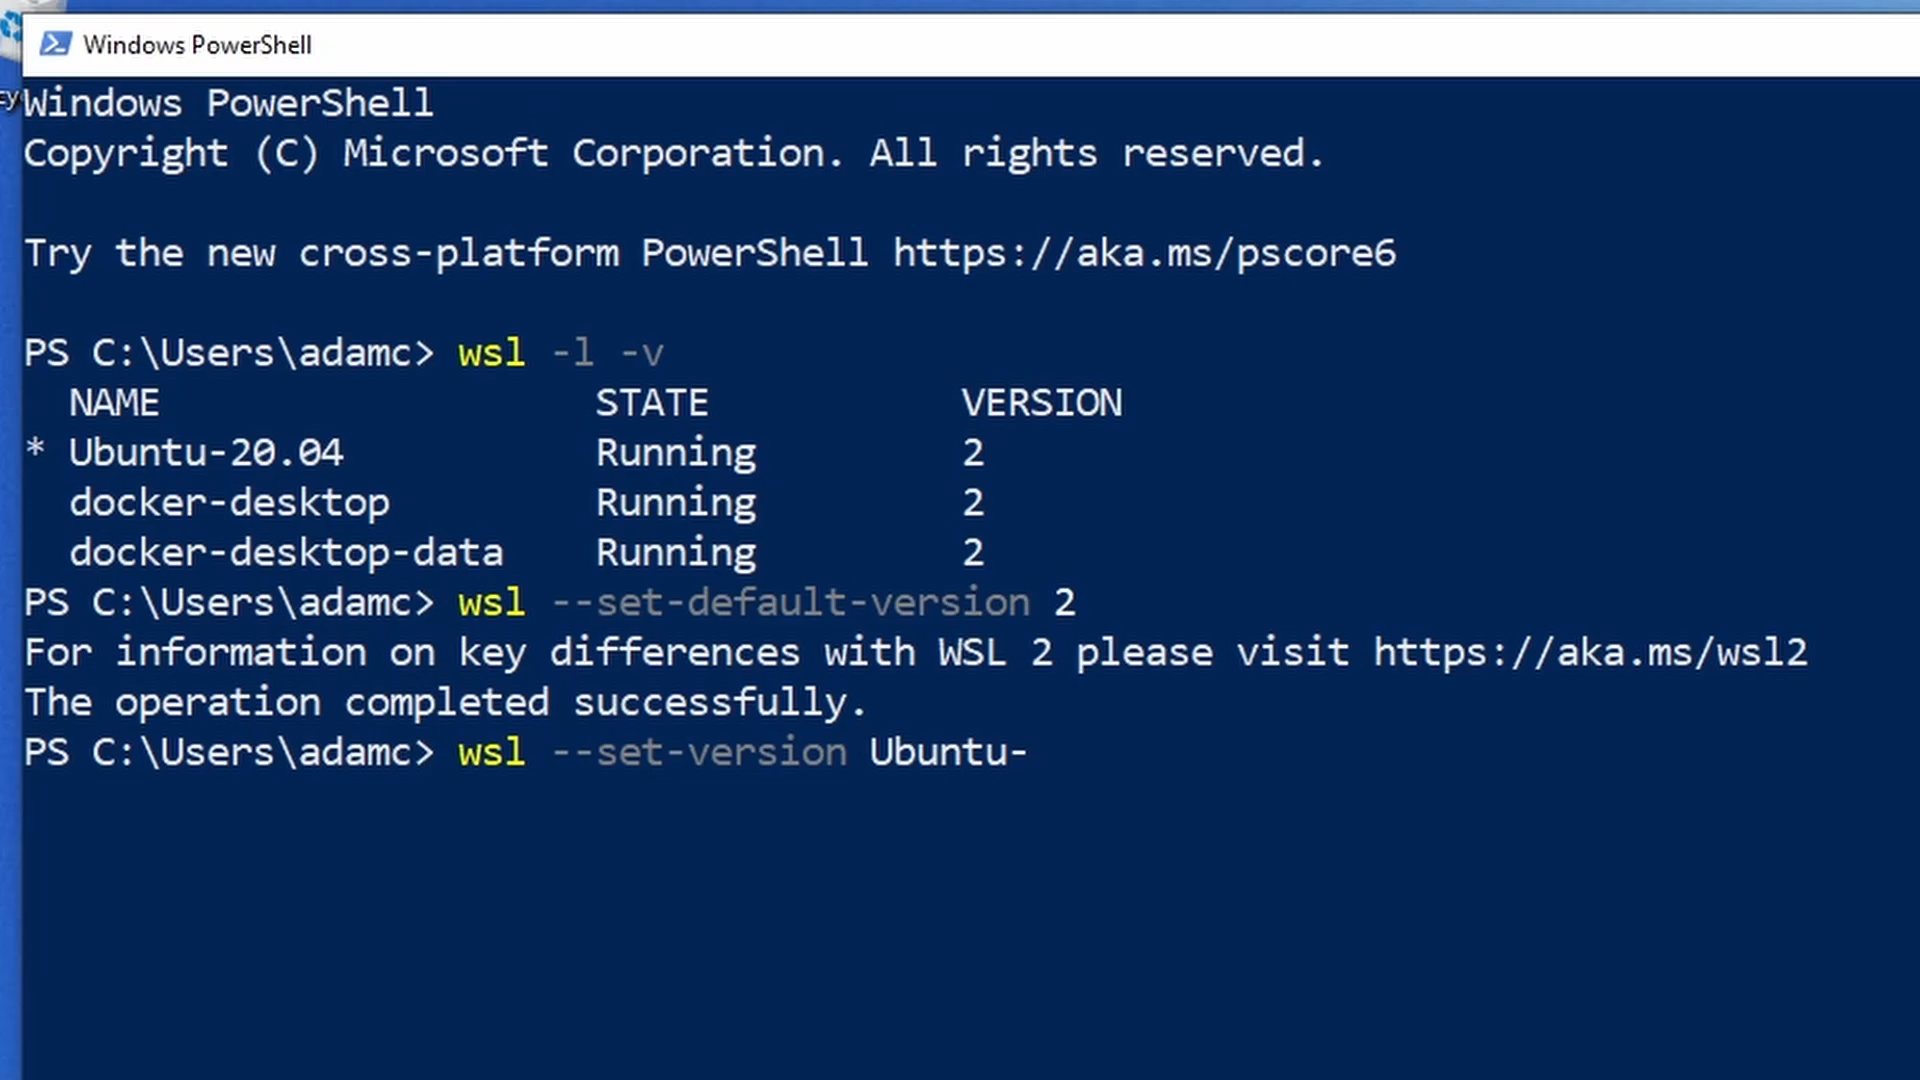 Windows PowerShell
Windows PowerShell
Copyright (C) Microsoft Corporation. All rights reserved.
Try the new cross-platform PowerShell https://aka.ms/pscore6
PS C:\Users\adamc> wsl -l -v
NAME STATE VERSION
* Ubuntu-20.04 Running 2
docker-desktop Running 2
docker-desktop-data Running 2
PS C:\Users\adamc> wsl --set-default-version 2
For information on key differences with WSL 2 please visit https://aka.ms/wsl2
The operation completed successfully.
PS C:\Users\adamc> wsl --set-version Ubuntu-